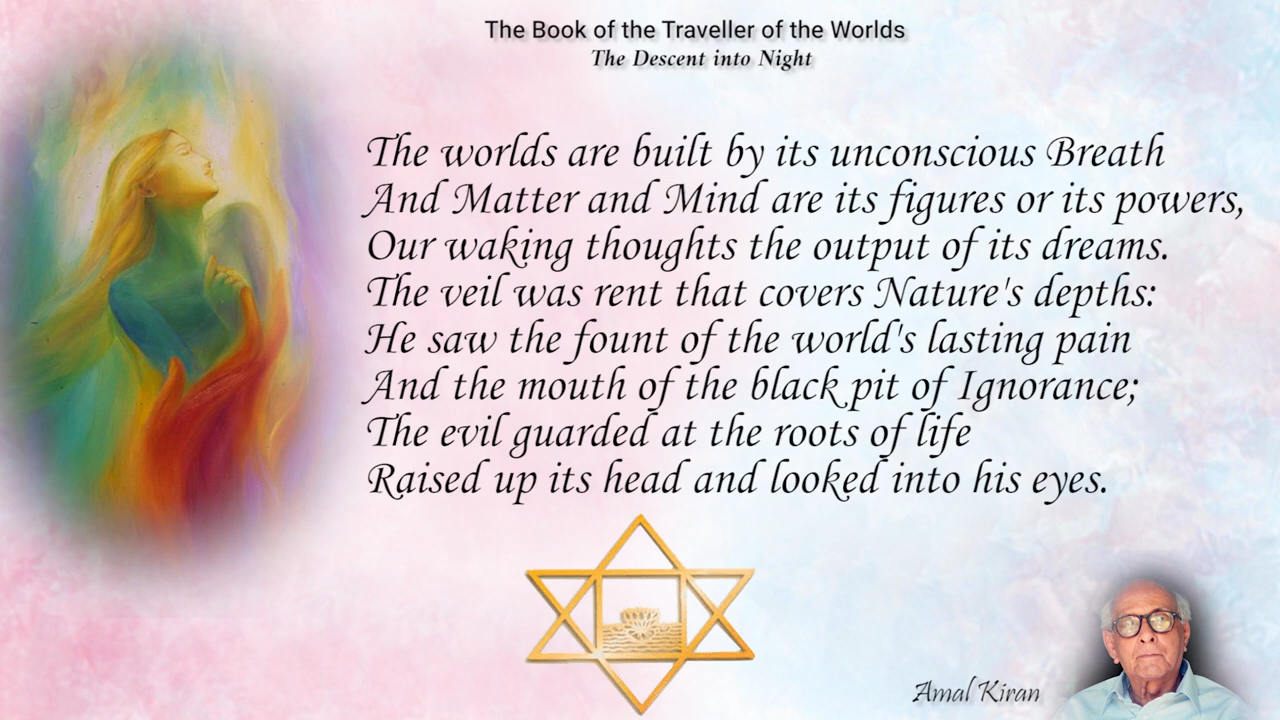 The Book of the Traveller of the Worlds
The Descent into Night
The worlds are built by its unconscious Breath
And Matter and Mind are its figures or its powers,
Our waking thoughts the output of its dreams.
The veil was rent that covers Nature's depths:
He saw the fount of the world's lasting pain
And the mouth of the black pit of Ignorance;
The evil guarded at the roots of life
Raised up its head and looked into his eyes.
Amal Kiran